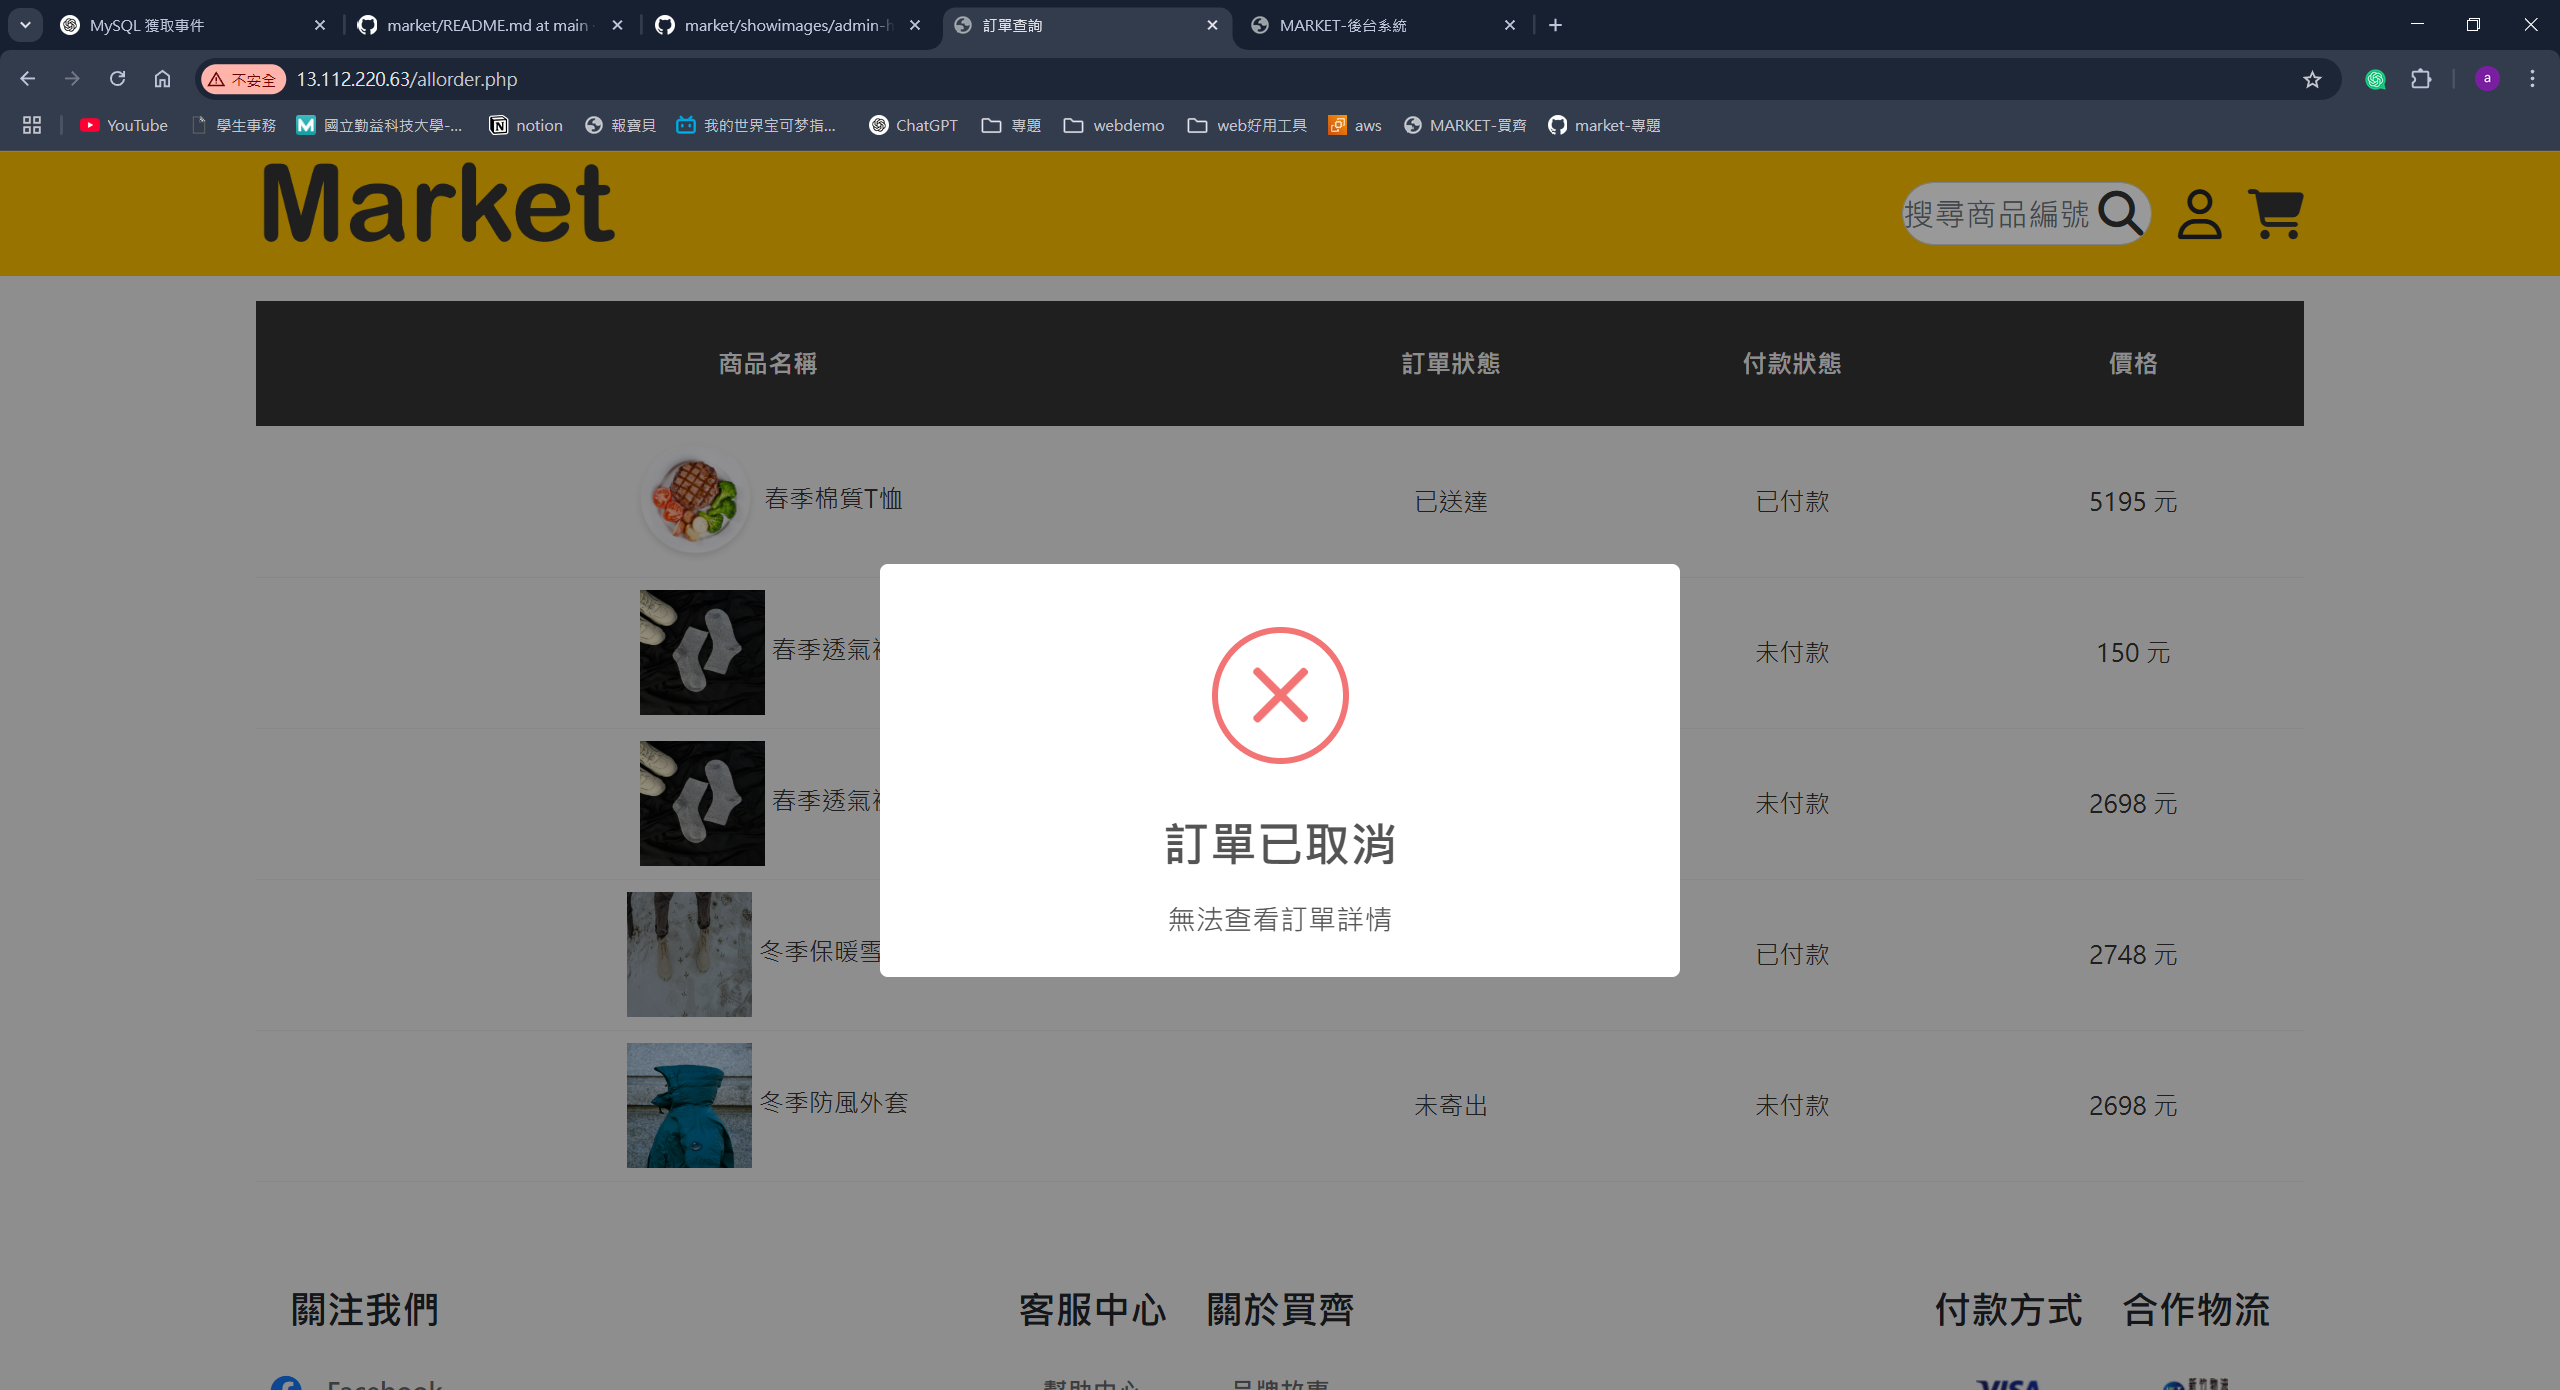 MySQL 獲取事件
market/README.md at main
market/showimages/admin-h
訂單查詢
MARKET-後台系統
不安全
13.112.220.63/allorder.php
a
YouTube
學生事務
國立勤益科技大學-...
notion
報寶貝
我的世界宝可梦指...
ChatGPT
專題
webdemo
web好用工具
aws
MARKET-買齊
market-專題
Market
搜尋商品編號
商品名稱 訂單狀態 付款狀態 價格
春季棉質T恤 已送達 已付款 5195 元
春季透氣 未付款 150 元
春季透氣 未付款 2698 元
冬季保暖雪 已付款 2748 元
冬季防風外套 未寄出 未付款 2698 元
訂單已取消
無法查看訂單詳情
關注我們
客服中心
關於買齊
付款方式
合作物流
Facebook
幫助中心
品牌故事
VISA
新竹物流